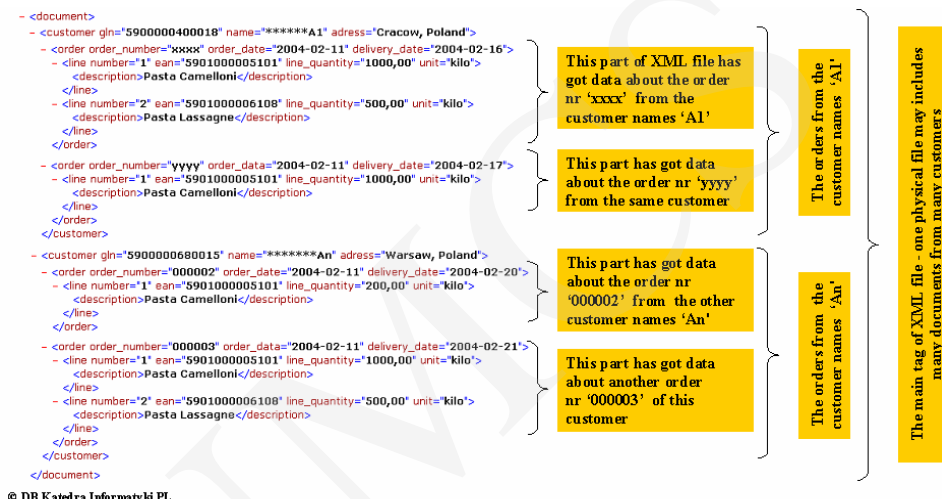 - <document>
- <customer gln="5900000400018" name="******A1" adress="Cracow, Poland">
- <order order_number="xxxx" order_date="2004-02-11" delivery_date="2004-02-16">
- <line number="1" ean="5901000005101" line_quantity="1000,00" unit="kilo">
<description>Pasta Camelloni</description>
</line>
- <line number="2" ean="5901000006108" line_quantity="500,00" unit="kilo">
<description>Pasta Lassagne</description>
</line>
</order>
- <order order_number="yyyy" order_data="2004-02-11" delivery_date="2004-02-17">
- <line number="1" ean="5901000005101" line_quantity="1000,00" unit="kilo">
<description>Pasta Camelloni</description>
</line>
</order>
</customer>
- <customer gln="5900000680015" name="*******An" adress="Warsaw, Poland">
- <order order_number="000002" order_date="2004-02-11" delivery_date="2004-02-20">
- <line number="1" ean="5901000005101" line_quantity="200,00" unit="kilo">
<description>Pasta Camelloni</description>
</line>
</order>
- <order order_number="000003" order_date="2004-02-11" delivery_date="2004-02-21">
- <line number="1" ean="5901000005101" line_quantity="1000,00" unit="kilo">
<description>Pasta Camelloni</description>
</line>
- <line number="2" ean="5901000006108" line_quantity="500,00" unit="kilo">
<description>Pasta Lassagne</description>
</line>
</order>
</customer>
</document>
This part of XML file has
got data about the order
nr 'xxxx' from the
customer names 'A1'
This part has got data
about the order nr 'yyyy'
from the same customer
This part has got data
about the order nr
'000002' from the other
customer names 'An'
This part has got data
about another order
nr '000003' of this
customer
The orders from the
customer names 'A1'
The orders from the
customer names 'An'
The main tag of XML file - one physical file may includes
many documents from many customers
© DB Katedra Informatyki PL